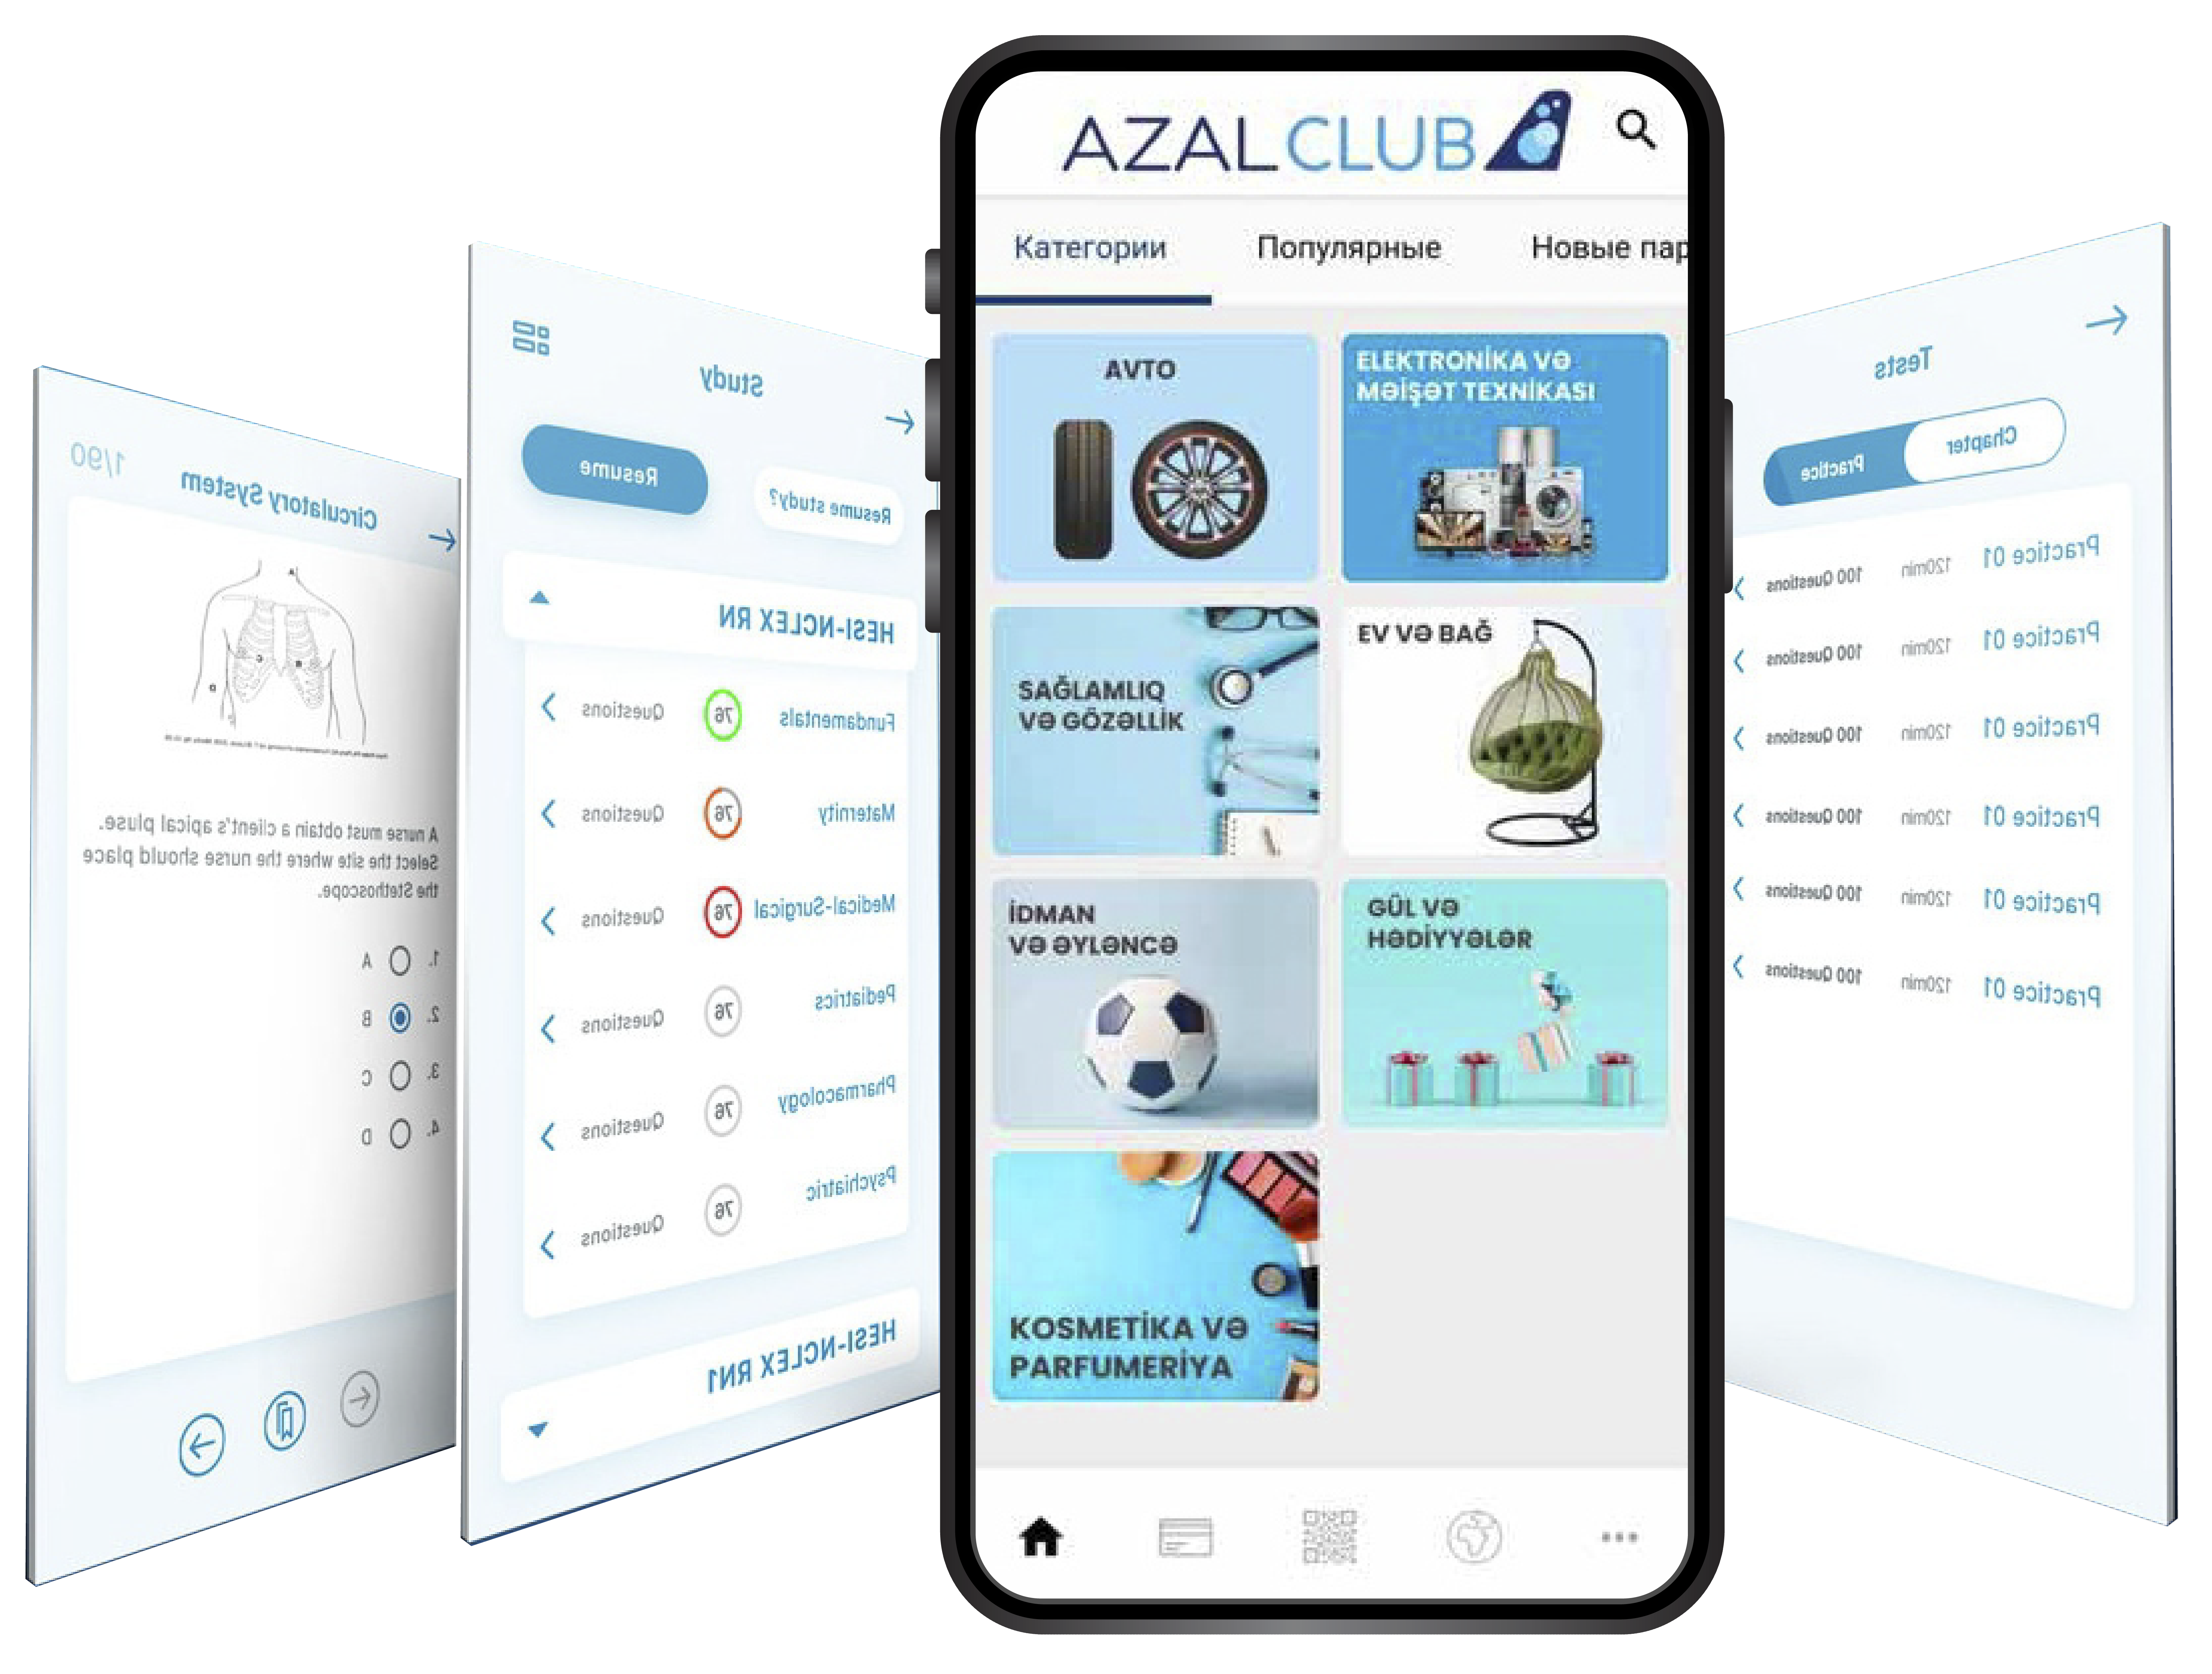 1/90
Circulatory System
A
C
B
D
A nurse must obtain a client's apical pluse.
Select the site where the nurse should place
the Stethoscope.
1. A
2. B
3. C
4. D
Study
Resume study?
Resume
HESI-NCLEX RN
Fundamentals 76 Questions
Maternity 76 Questions
Medical-Surgical 76 Questions
Pediatrics 76 Questions
Pharmacology 76 Questions
Psychiatric 76 Questions
HESI-NCLEX RN1
AZALCLUB
Категории Популярные Новые пар
AVTO
ELEKTRONİKA VƏ
MƏİŞƏT TEXNİKASI
SAĞLAMLIQ
VƏ GÖZƏLLİK
EV VƏ BAĞ
İDMAN
VƏ ƏYLƏNCƏ
GÜL VƏ
HƏDİYYƏLƏR
KOSMETİKA VƏ
PARFUMERİYA
Tests
Chapter Practice
Practice 01 120min 100 Questions
Practice 01 120min 100 Questions
Practice 01 120min 100 Questions
Practice 01 120min 100 Questions
Practice 01 120min 100 Questions
Practice 01 120min 100 Questions